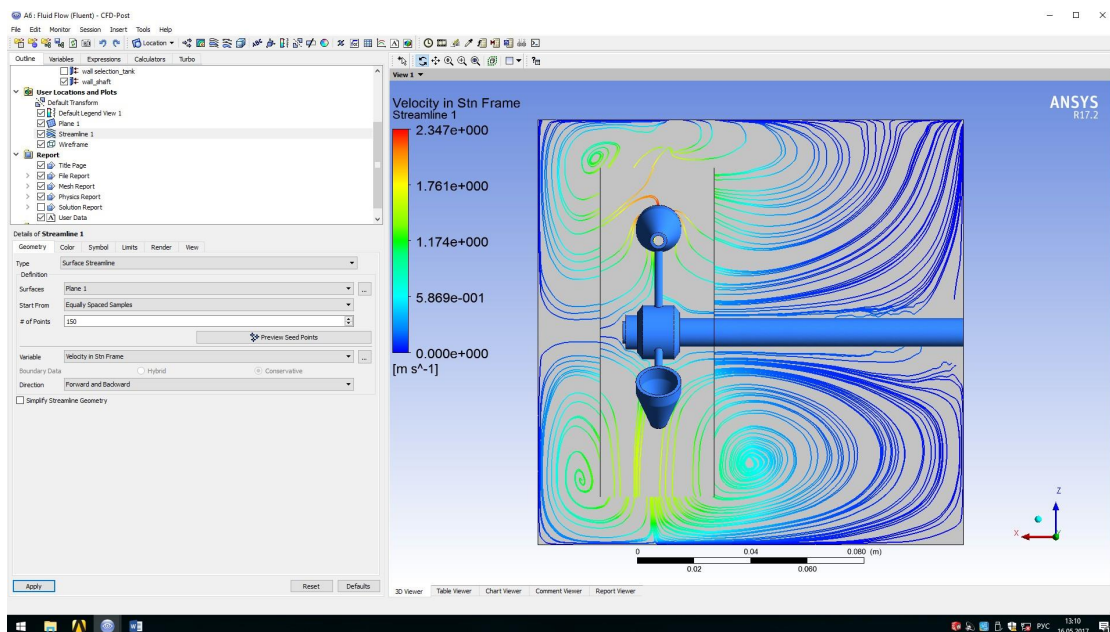 A6 : Fluid Flow (Fluent) - CFD-Post
File Edit Monitor Session Insert Tools Help
Location
Outline Variables Expressions Calculators Turbo
wall selection_tank
wall_shaft
User Locations and Plots
Default Transform
Default Legend View 1
Plane 1
Streamline 1
Wireframe
Report
Title Page
File Report
Mesh Report
Physics Report
Solution Report
User Data
Details of Streamline 1
Geometry Color Symbol Limits Render View
Type Surface Streamline
Definition
Surfaces Plane 1 ...
Start From Equally Spaced Samples
# of Points 150
Preview Seed Points
Variable Velocity in Stn Frame ...
Boundary Data Hybrid Conservative
Direction Forward and Backward
Simplify Streamline Geometry
Apply Reset Defaults
View 1
Velocity in Stn Frame
Streamline 1
2.347e+000
1.761e+000
1.174e+000
5.869e-001
0.000e+000
[m s^-1]
ANSYS
R17.2
Z
X
0 0.04 0.080 (m)
0.02 0.060
3D Viewer Table Viewer Chart Viewer Comment Viewer Report Viewer
РУС
13:10
16.05.2017